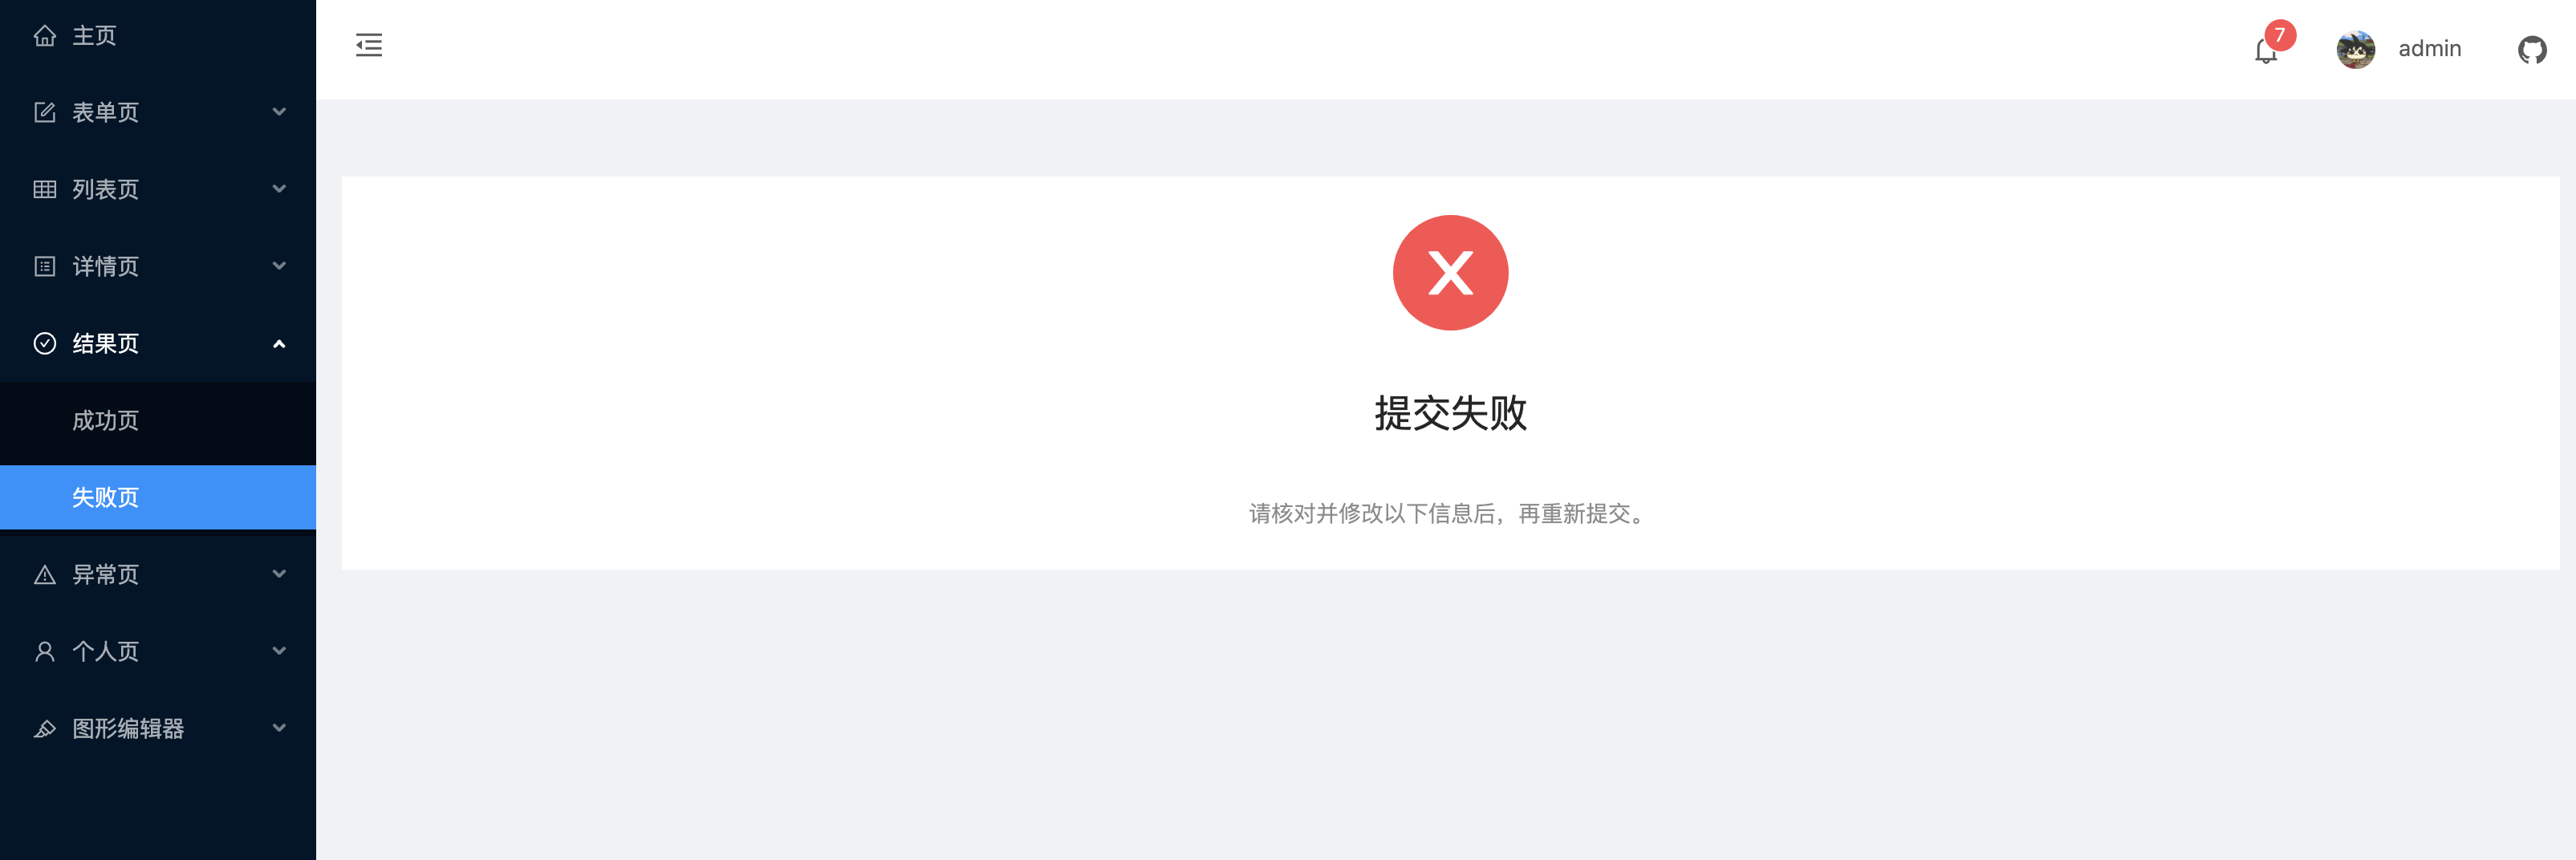 主页
表单页
列表页
详情页
结果页
成功页
失败页
异常页
个人页
图形编辑器
7
admin
提交失败
请核对并修改以下信息后，再重新提交。